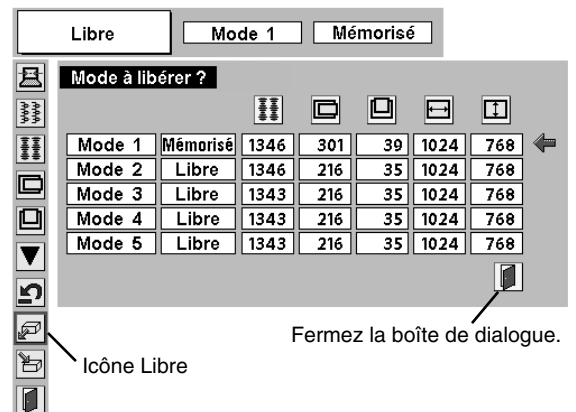 Libre Mode 1 Mémorisé
Mode à libérer ?
Mode 1 Mémorisé 1346 301 39 1024 768
Mode 2 Libre 1346 216 35 1024 768
Mode 3 Libre 1343 216 35 1024 768
Mode 4 Libre 1343 216 35 1024 768
Mode 5 Libre 1343 216 35 1024 768
Fermez la boîte de dialogue.
Icône Libre